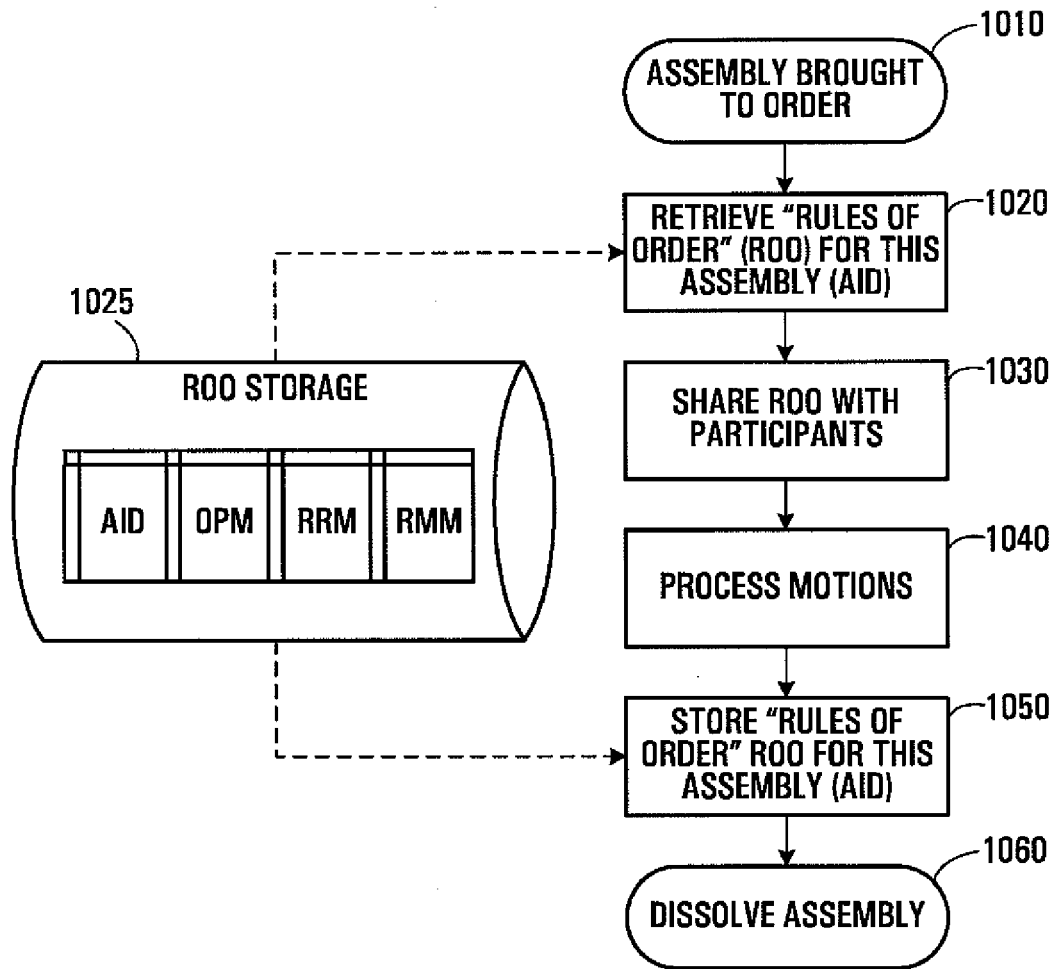 1010
ASSEMBLY BROUGHT
TO ORDER
1020
RETRIEVE "RULES OF
ORDER" (ROO) FOR THIS
ASSEMBLY (AID)
1025
ROO STORAGE
AID OPM RRM RMM
1030
SHARE ROO WITH
PARTICIPANTS
1040
PROCESS MOTIONS
1050
STORE "RULES OF
ORDER" ROO FOR THIS
ASSEMBLY (AID)
1060
DISSOLVE ASSEMBLY